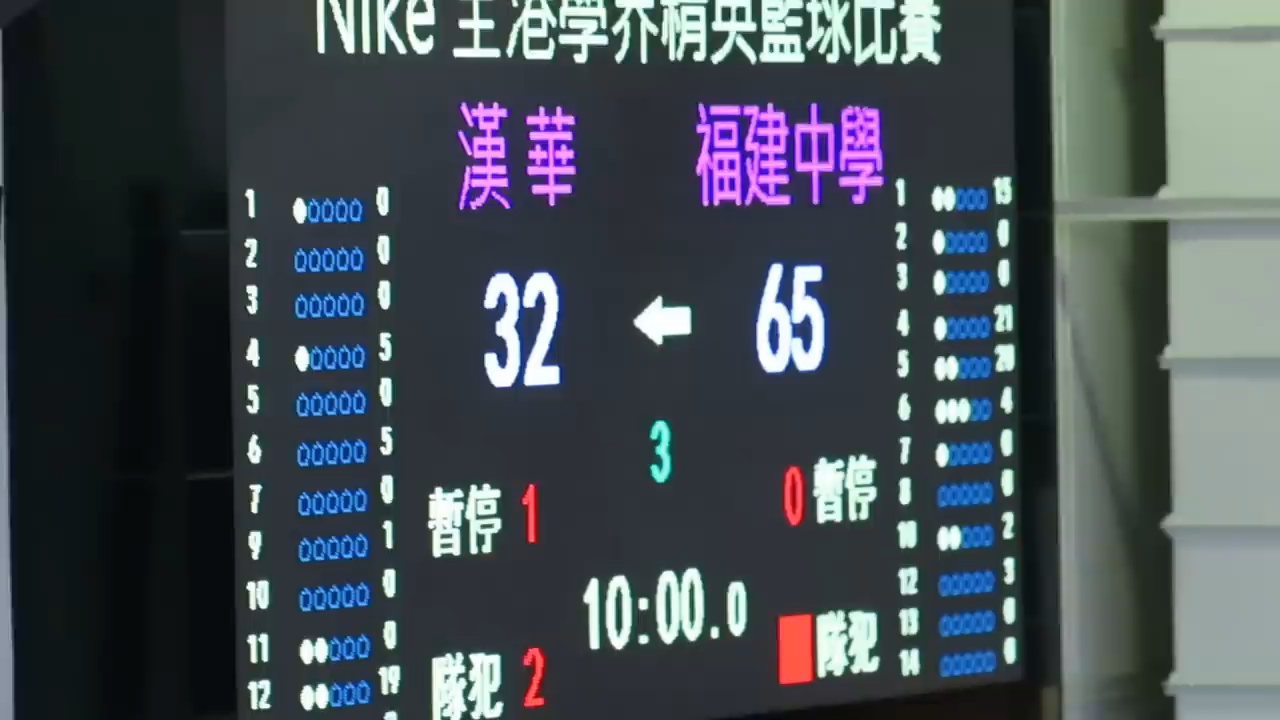 Nike 全港學界精英籃球比賽
漢華 福建中學
1 0 1 15
2 0 2 0
3 0 3 0
4 5 4 21
5 0 5 20
6 5 6 4
7 0 7 0
9 1 8 0
10 0 10 2
11 0 12 3
12 19 13 0
14 0
32 65
3
暫停 1 0 暫停
10:00.0
隊犯 2 隊犯